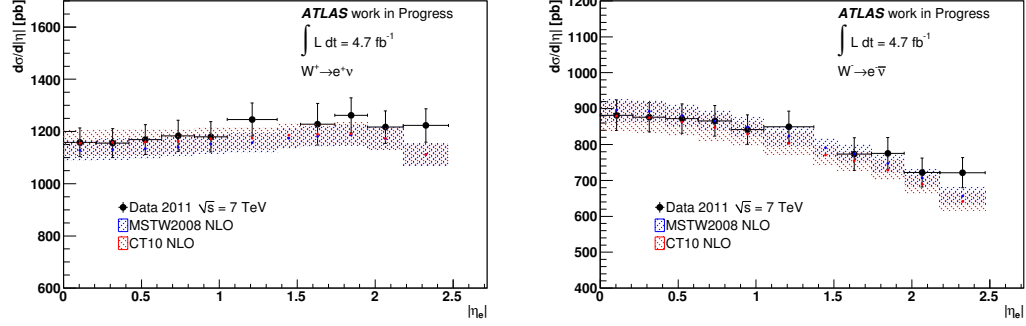 dσ/d|η| [pb]
1600
1400
1200
1000
800
600
ATLAS work in Progress
∫ L dt = 4.7 fb⁻¹
W⁺→e⁺ν
Data 2011 √s = 7 TeV
MSTW2008 NLO
CT10 NLO
0 0.5 1 1.5 2 2.5
|ηₑ|
dσ/d|η| [pb]
1200
1100
1000
900
800
700
600
500
400
ATLAS work in Progress
∫ L dt = 4.7 fb⁻¹
W⁻→e⁻ν̅
Data 2011 √s = 7 TeV
MSTW2008 NLO
CT10 NLO
0 0.5 1 1.5 2 2.5
|ηₑ|